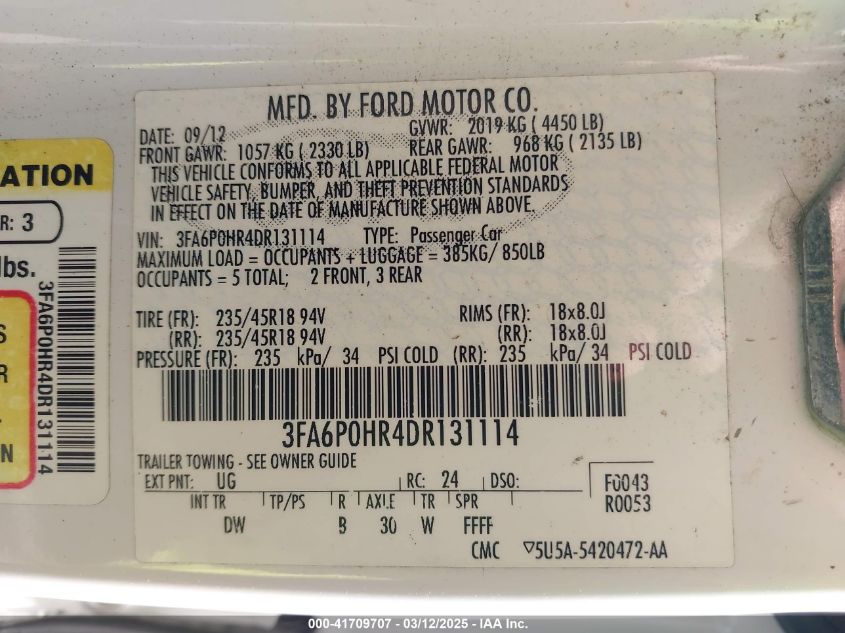 MFD. BY FORD MOTOR CO.
DATE: 09/12 GVWR: 2019 KG ( 4450 LB)
FRONT GAWR: 1057 KG ( 2330 LB) REAR GAWR: 968 KG ( 2135 LB)
THIS VEHICLE CONFORMS TO ALL APPLICABLE FEDERAL MOTOR
VEHICLE SAFETY, BUMPER, AND THEFT PREVENTION STANDARDS
IN EFFECT ON THE DATE OF MANUFACTURE SHOWN ABOVE.
VIN: 3FA6P0HR4DR131114 TYPE: Passenger Car
MAXIMUM LOAD = OCCUPANTS + LUGGAGE = 385KG/ 850LB
OCCUPANTS = 5 TOTAL; 2 FRONT, 3 REAR
TIRE (FR): 235/45R18 94V RIMS (FR): 18x8.0J
(RR): 235/45R18 94V (RR): 18x8.0J
PRESSURE (FR): 235 kPa/ 34 PSI COLD (RR): 235 kPa/ 34 PSI COLD
3FA6P0HR4DR131114
TRAILER TOWING - SEE OWNER GUIDE
EXT PNT: UG RC: 24 DSO: F0043
R0053
INT TR TP/PS R AXLE TR SPR
DW B 30 W FFFF
CMC 5U5A-5420472-AA
ATION
R: 3
lbs.
S
R
N
3FA6P0HR4DR131114
000-41709707 - 03/12/2025 - IAA Inc.